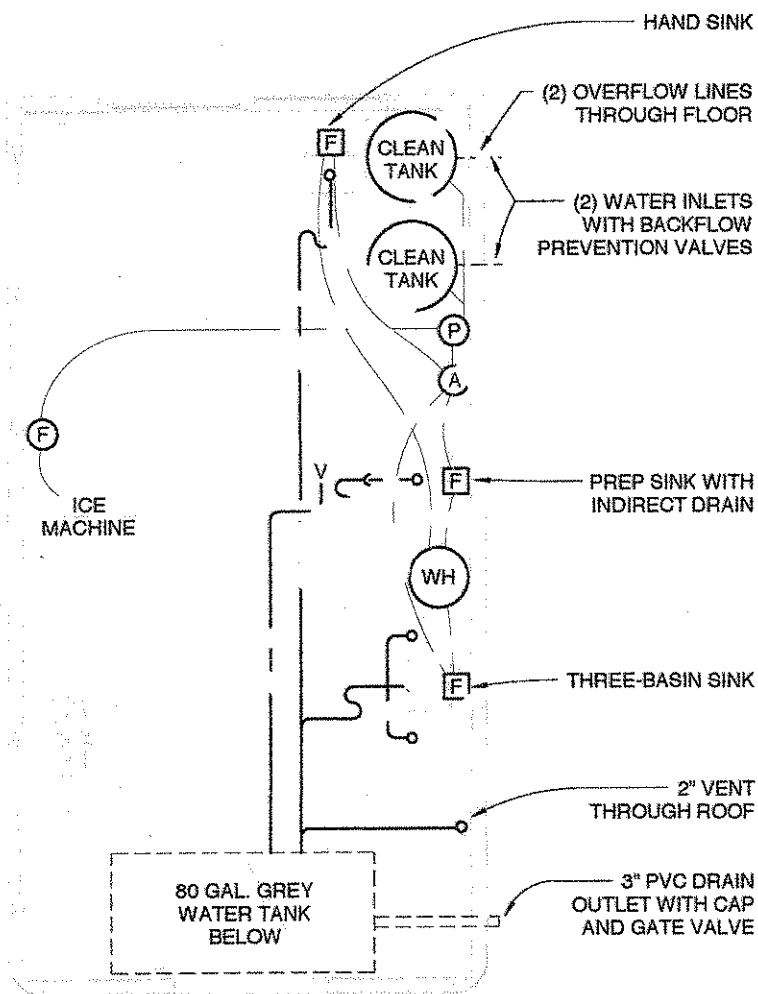 HAND SINK
(2) OVERFLOW LINES
THROUGH FLOOR
F
CLEAN
TANK
(2) WATER INLETS
WITH BACKFLOW
PREVENTION VALVES
CLEAN
TANK
P
A
F
ICE
MACHINE
V
F
PREP SINK WITH
INDIRECT DRAIN
WH
F
THREE-BASIN SINK
2" VENT
THROUGH ROOF
80 GAL. GREY
WATER TANK
BELOW
3" PVC DRAIN
OUTLET WITH CAP
AND GATE VALVE